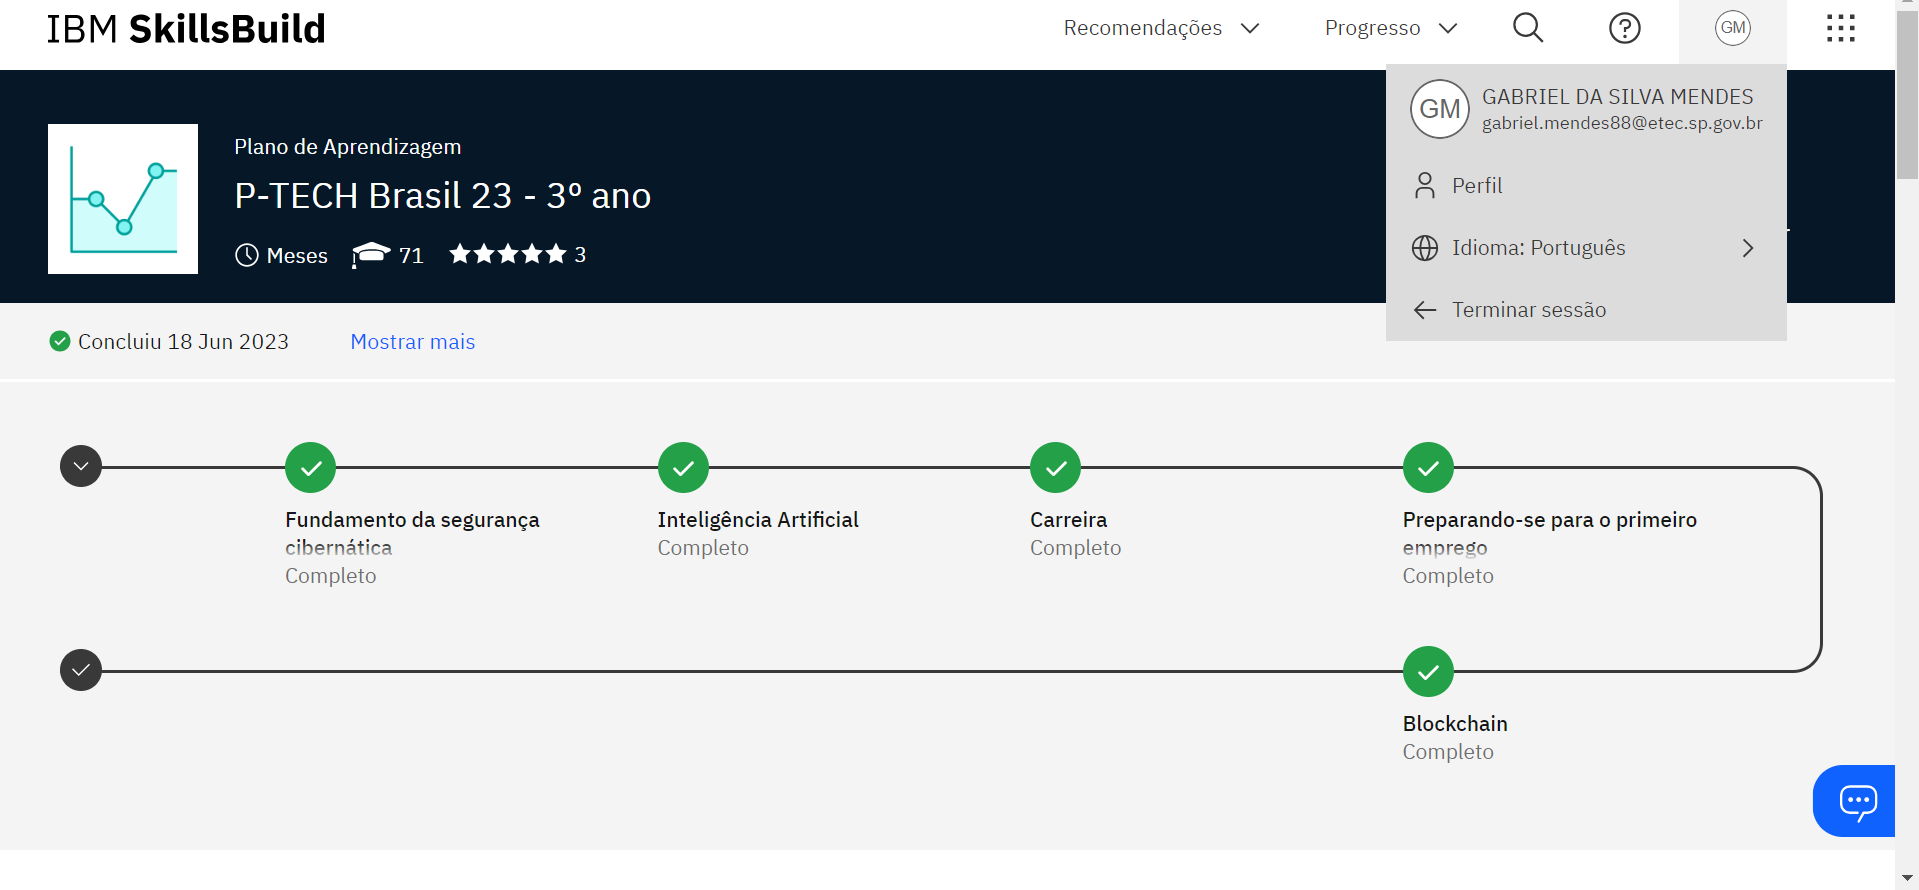 IBM SkillsBuild
Recomendações
Progresso
GM
GM
GABRIEL DA SILVA MENDES
gabriel.mendes88@etec.sp.gov.br
Perfil
Idioma: Português
Terminar sessão
Plano de Aprendizagem
P-TECH Brasil 23 - 3º ano
Meses
71
3
Concluiu 18 Jun 2023
Mostrar mais
Fundamento da segurança
cibernática
Completo
Inteligência Artificial
Completo
Carreira
Completo
Preparando-se para o primeiro
emprego
Completo
Blockchain
Completo